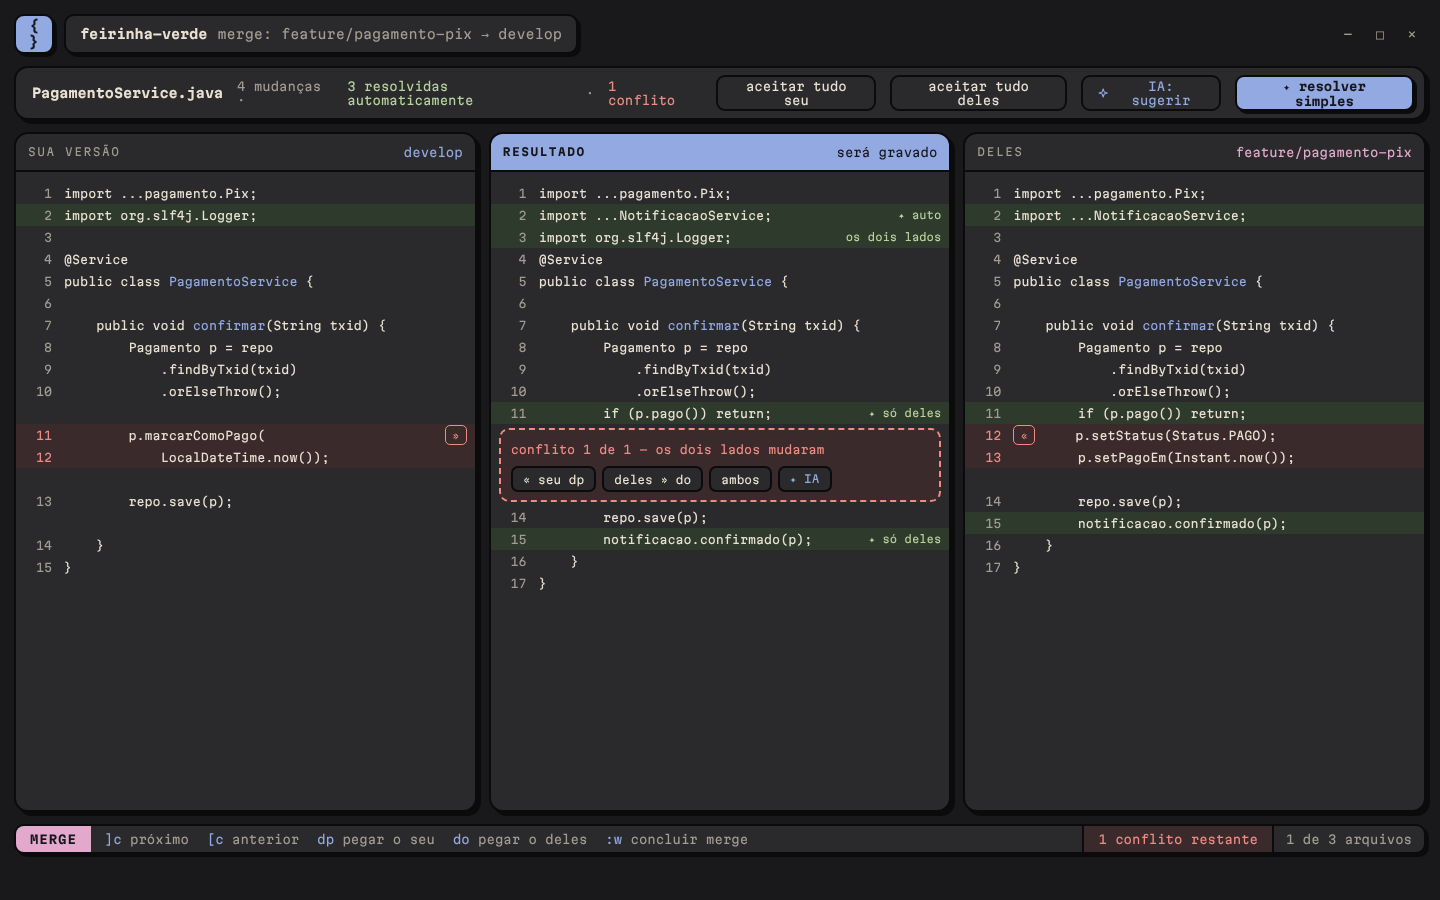 { }
feirinha-verde merge: feature/pagamento-pix → develop
− □ ×
PagamentoService.java 4 mudanças · 3 resolvidas automaticamente · 1 conflito
aceitar tudo seu
aceitar tudo deles
✧ IA: sugerir
✦ resolver simples
SUA VERSÃO develop
1 import ...pagamento.Pix;
2 import org.slf4j.Logger;
3
4 @Service
5 public class PagamentoService {
6
7 public void confirmar(String txid) {
8 Pagamento p = repo
9 .findByTxid(txid)
10 .orElseThrow();
11 p.marcarComoPago( »
12 LocalDateTime.now());
13 repo.save(p);
14 }
15 }
RESULTADO será gravado
1 import ...pagamento.Pix;
2 import ...NotificacaoService; ✦ auto
3 import org.slf4j.Logger; os dois lados
4 @Service
5 public class PagamentoService {
6
7 public void confirmar(String txid) {
8 Pagamento p = repo
9 .findByTxid(txid)
10 .orElseThrow();
11 if (p.pago()) return; ✦ só deles
conflito 1 de 1 — os dois lados mudaram
« seu dp deles » do ambos ✦ IA
14 repo.save(p);
15 notificacao.confirmado(p); ✦ só deles
16 }
17 }
DELES feature/pagamento-pix
1 import ...pagamento.Pix;
2 import ...NotificacaoService;
3
4 @Service
5 public class PagamentoService {
6
7 public void confirmar(String txid) {
8 Pagamento p = repo
9 .findByTxid(txid)
10 .orElseThrow();
11 if (p.pago()) return;
12 « p.setStatus(Status.PAGO);
13 p.setPagoEm(Instant.now());
14 repo.save(p);
15 notificacao.confirmado(p);
16 }
17 }
MERGE ]c próximo [c anterior dp pegar o seu do pegar o deles :w concluir merge 1 conflito restante 1 de 3 arquivos